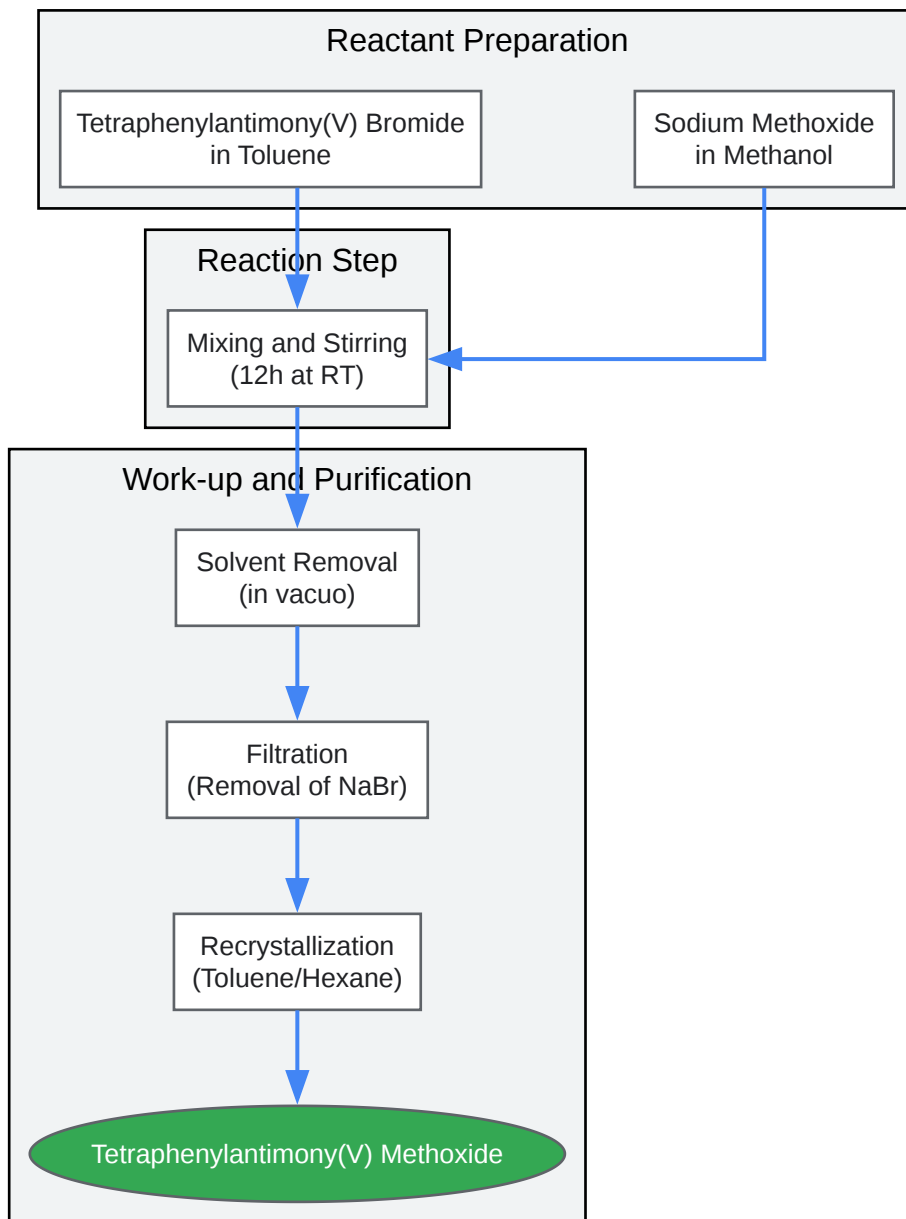 Reactant Preparation
Tetraphenylantimony(V) Bromide
in Toluene
Sodium Methoxide
in Methanol
Reaction Step
Mixing and Stirring
(12h at RT)
Work-up and Purification
Solvent Removal
(in vacuo)
Filtration
(Removal of NaBr)
Recrystallization
(Toluene/Hexane)
Tetraphenylantimony(V) Methoxide